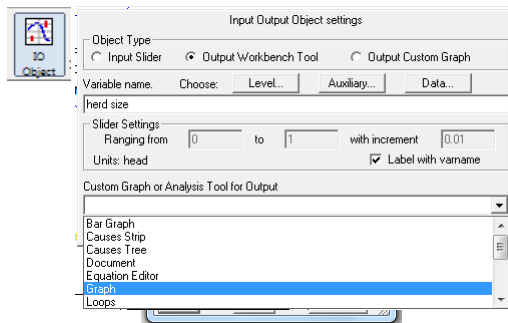 IO
Object
Input Output Object settings
Object Type
Input Slider Output Workbench Tool Output Custom Graph
Variable name. Choose: Level... Auxiliary... Data...
herd size
Slider Settings
Ranging from 0 to 1 with increment 0.01
Units: head Label with varname
Custom Graph or Analysis Tool for Output
Bar Graph
Causes Strip
Causes Tree
Document
Equation Editor
Graph
Loops